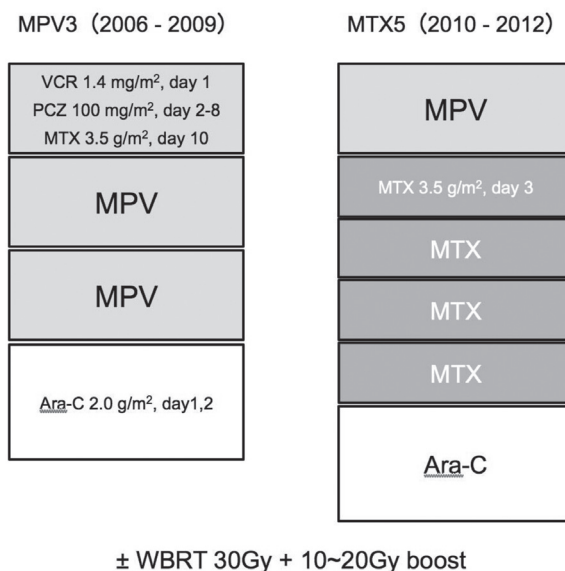 MPV3（2006 - 2009）
VCR 1.4 mg/m², day 1
PCZ 100 mg/m², day 2-8
MTX 3.5 g/m², day 10
MPV
MPV
Ara-C 2.0 g/m², day1,2
MTX5（2010 - 2012）
MPV
MTX 3.5 g/m², day 3
MTX
MTX
MTX
Ara-C
± WBRT 30Gy + 10~20Gy boost